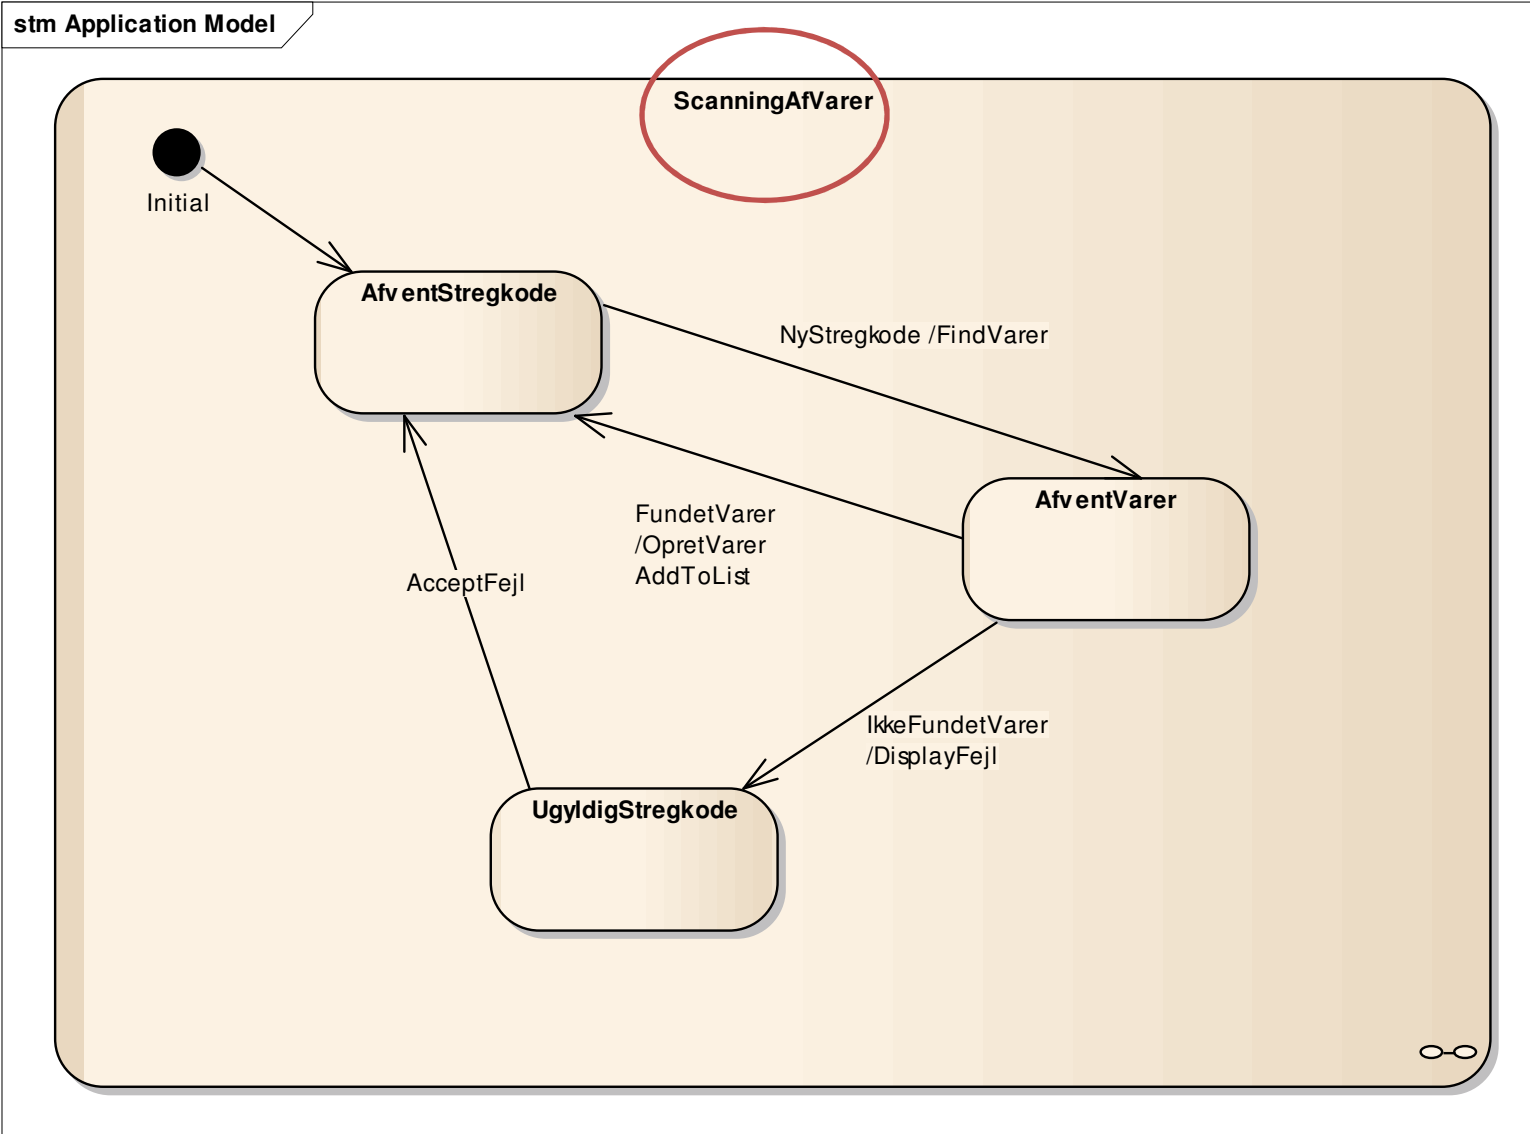 stm Application Model
ScanningAfVarer
Initial
AfventStregkode
NyStregkode /FindVarer
AfventVarer
FundetVarer
/OpretVarer
AddToList
AcceptFejl
IkkeFundetVarer
/DisplayFejl
UgyldigStregkode